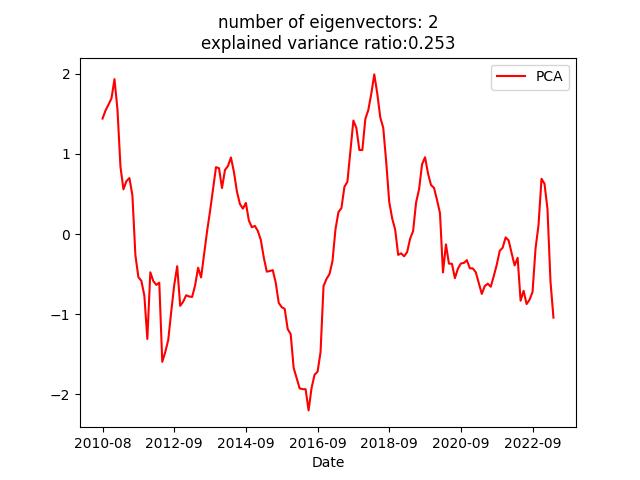 number of eigenvectors: 2
explained variance ratio:0.253
PCA
2
1
0
−1
−2
2010-08 2012-09 2014-09 2016-09 2018-09 2020-09 2022-09
Date